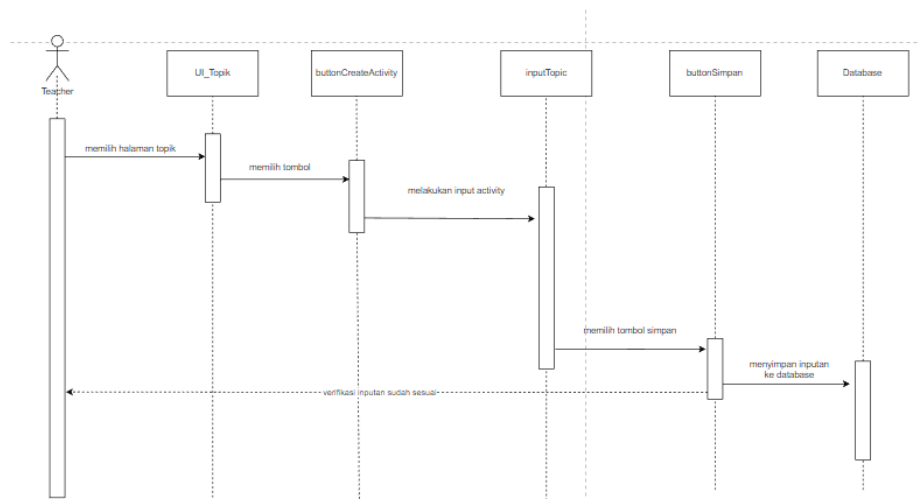 Teacher
UI_Topik
buttonCreateActivity
inputTopic
buttonSimpan
Database
memilih halaman topik
memilih tombol
melakukan input activity
memilih tombol simpan
menyimpan inputan
ke database
verifikasi inputan sudah sesuai